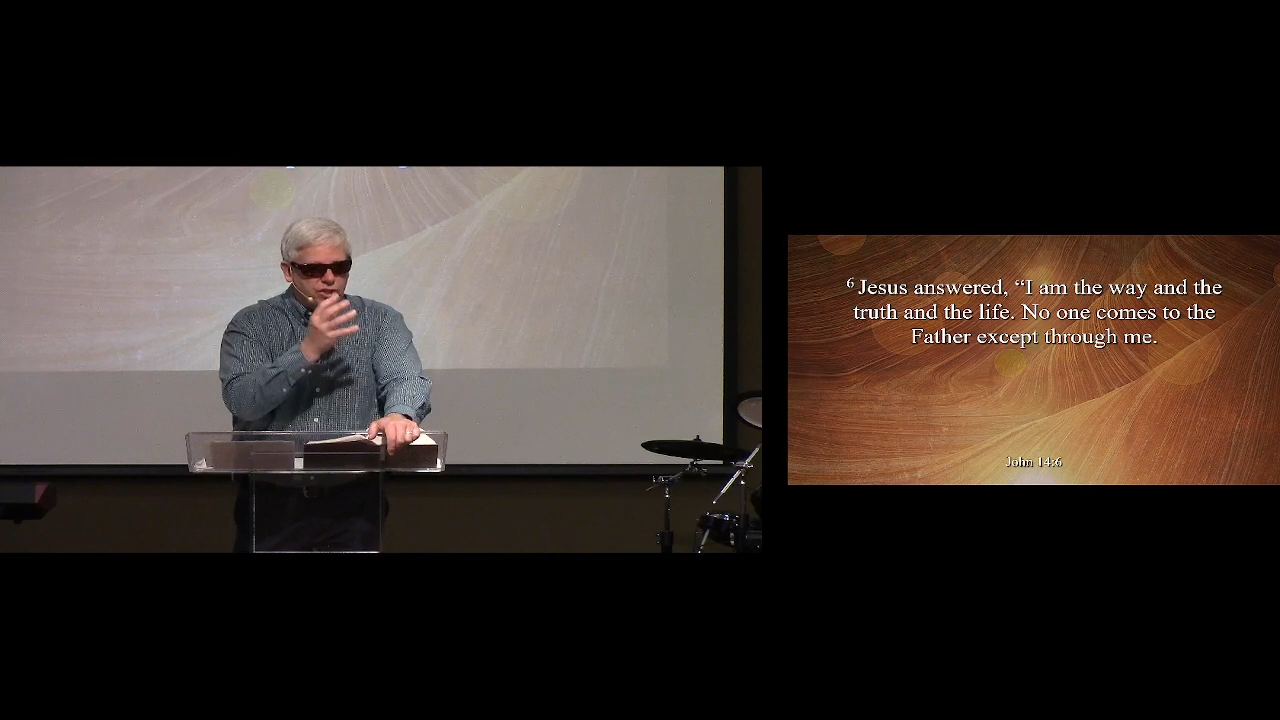 6 Jesus answered, “I am the way and the
truth and the life. No one comes to the
Father except through me.
John 14:6